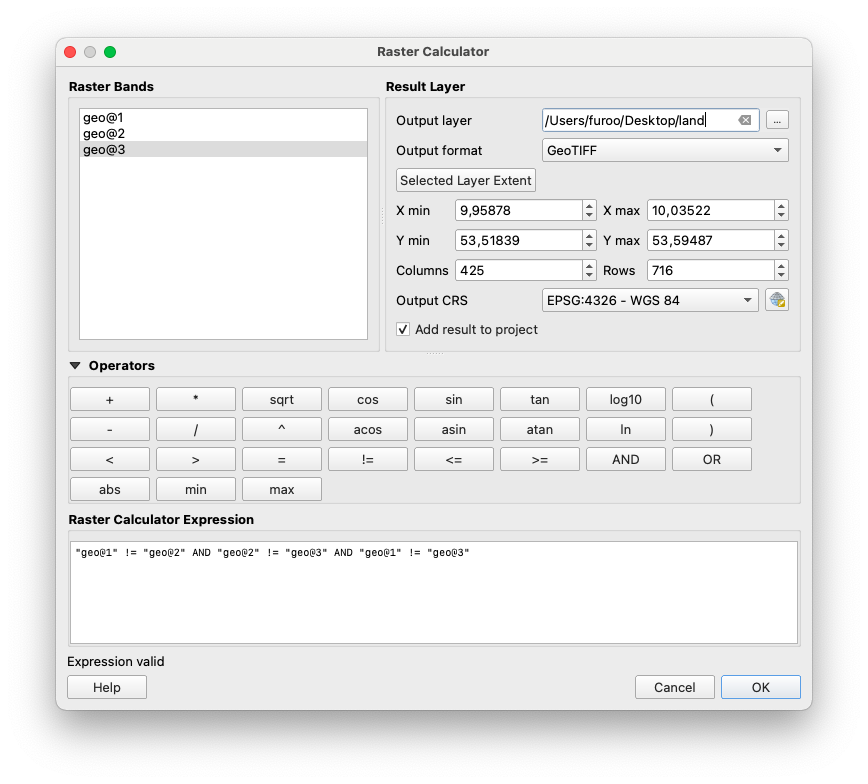 Raster Calculator
Raster Bands
geo@1
geo@2
geo@3
Result Layer
Output layer /Users/furoo/Desktop/land ...
Output format GeoTIFF
Selected Layer Extent
X min 9,95878 X max 10,03522
Y min 53,51839 Y max 53,59487
Columns 425 Rows 716
Output CRS EPSG:4326 - WGS 84
Add result to project
Operators
+ * sqrt cos sin tan log10 (
- / ^ acos asin atan ln )
< > = != <= >= AND OR
abs min max
Raster Calculator Expression
"geo@1" != "geo@2" AND "geo@2" != "geo@3" AND "geo@1" != "geo@3"
Expression valid
Help Cancel OK